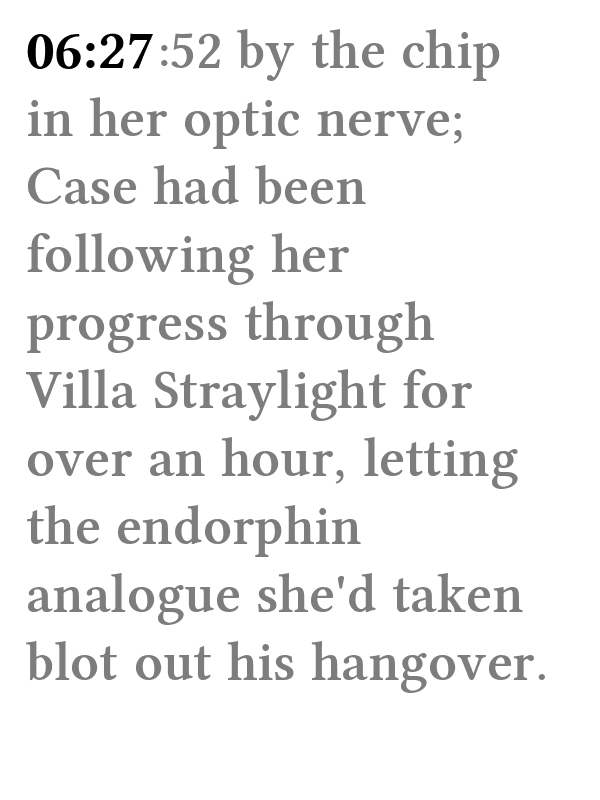 06:27:52 by the chip
in her optic nerve;
Case had been
following her
progress through
Villa Straylight for
over an hour, letting
the endorphin
analogue she'd taken
blot out his hangover.